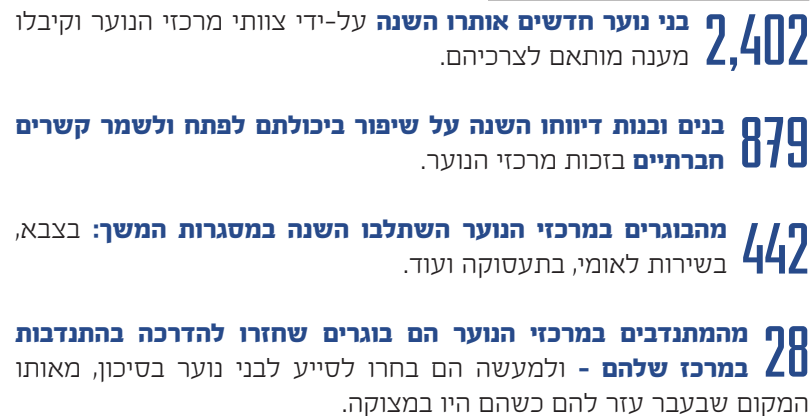 2,402 בני נוער חדשים אותרו השנה על-ידי צוותי מרכזי הנוער וקיבלו
מענה מותאם לצרכיהם.
879 בנים ובנות דיווחו השנה על שיפור ביכולתם לפתח ולשמר קשרים
חברתיים בזכות מרכזי הנוער.
442 מהבוגרים במרכזי הנוער השתלבו השנה במסגרות המשך: בצבא,
בשירות לאומי, בתעסוקה ועוד.
28 מהמתנדבים במרכזי הנוער הם בוגרים שחזרו להדרכה בהתנדבות
במרכז שלהם - ולמעשה הם בחרו לסייע לבני נוער בסיכון, מאותו
המקום שבעבר עזר להם כשהם היו במצוקה.